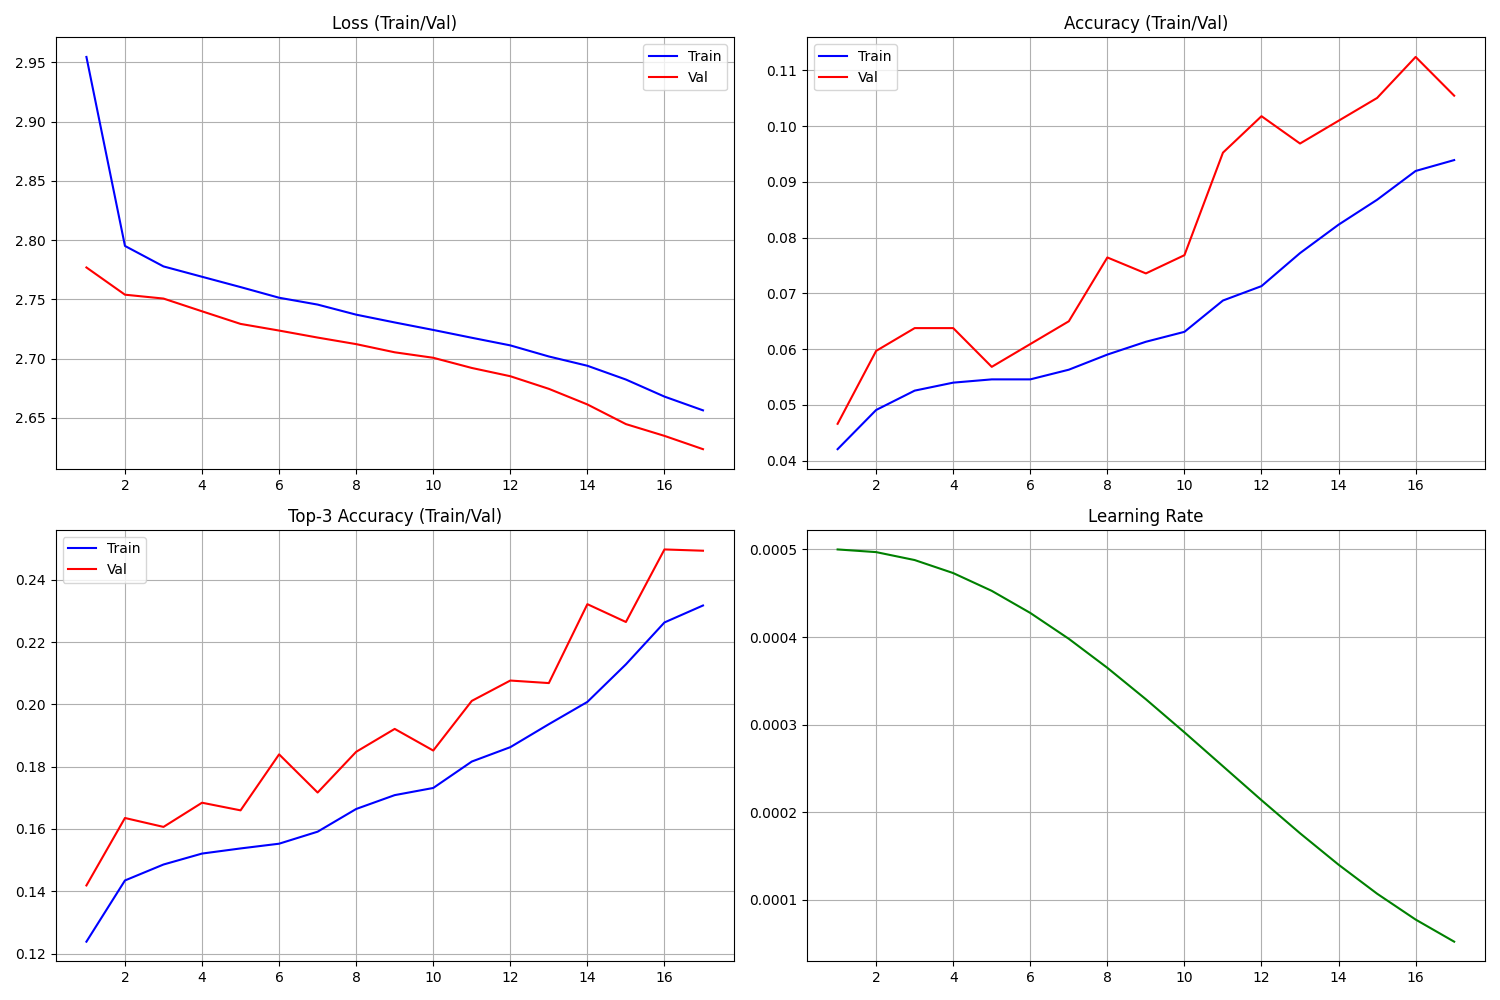 Loss (Train/Val)
Train
Val
2.95
2.90
2.85
2.80
2.75
2.70
2.65
2 4 6 8 10 12 14 16
Accuracy (Train/Val)
Train
Val
0.11
0.10
0.09
0.08
0.07
0.06
0.05
0.04
2 4 6 8 10 12 14 16
Top-3 Accuracy (Train/Val)
Train
Val
0.24
0.22
0.20
0.18
0.16
0.14
0.12
2 4 6 8 10 12 14 16
Learning Rate
0.0005
0.0004
0.0003
0.0002
0.0001
2 4 6 8 10 12 14 16